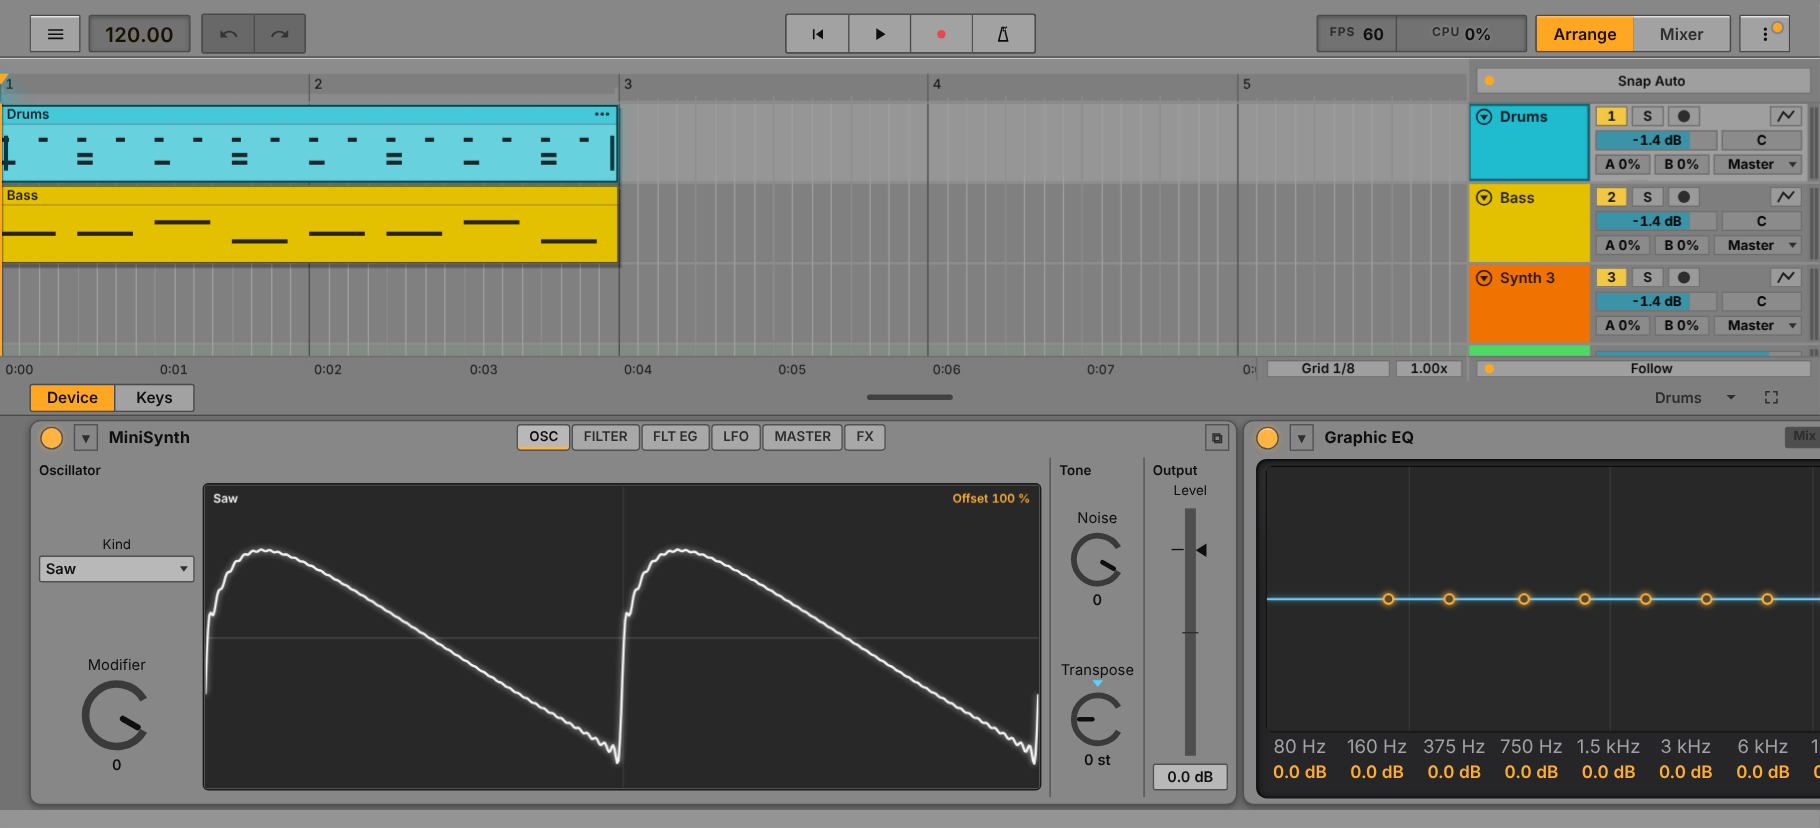 120.00
FPS 60
CPU 0%
Arrange
Mixer
1 2 3 4 5
Snap Auto
Drums
Drums
1 S
-1.4 dB C
A 0% B 0% Master
Bass
Bass
2 S
-1.4 dB C
A 0% B 0% Master
Synth 3
3 S
-1.4 dB C
A 0% B 0% Master
0:00 0:01 0:02 0:03 0:04 0:05 0:06 0:07
Grid 1/8
1.00x
Follow
Device
Keys
Drums
MiniSynth
OSC FILTER FLT EG LFO MASTER FX
Oscillator
Kind
Saw
Modifier
0
Saw
Offset 100 %
Tone
Noise
0
Transpose
0 st
Output
Level
0.0 dB
Graphic EQ
Mix
80 Hz 160 Hz 375 Hz 750 Hz 1.5 kHz 3 kHz 6 kHz
0.0 dB 0.0 dB 0.0 dB 0.0 dB 0.0 dB 0.0 dB 0.0 dB